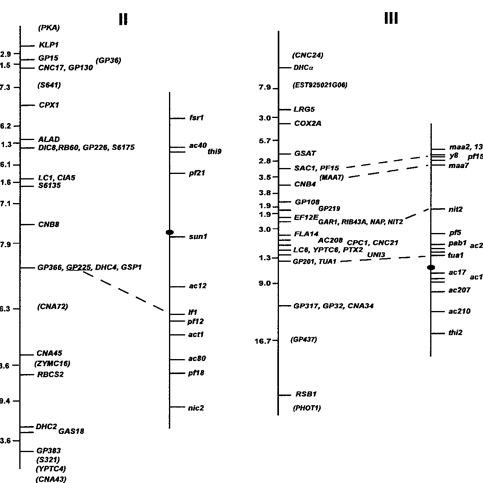 II
III
(PKA)
KLP1
2.9
GP15
(GP36)
1.5
CNC17, GP130
7.3
(S641)
CPX1
6.2
ALAD
1.3
DIC8,RB60, GP226, S6175
6.1
LC1, CIA5
1.6
S6135
7.1
CNB8
7.9
GP366, GP225, DHC4, GSP1
6.3
(CNA72)
CNA45
3.6
(ZYMC16)
RBCS2
9.4
DHC2
GAS18
3.6
GP383
(S321)
(YPTC4)
(CNA43)
fsr1
ac40
thi9
pf21
sun1
ac12
lf1
pf12
act1
ac80
pf18
nic2
(CNC24)
DHCα
7.9
(EST925021G06)
LRG5
3.0
COX2A
5.7
GSAT
2.8
SAC1, PF15
3.5
(MAA7)
CNB4
3.8
1.9
GP108
GP219
1.9
EF12E
GAR1, RIB43A, NAP, NIT2
3.0
FLA14
AC208
CPC1, CNC21
LC6, YPTC6, PTX2
UNI3
1.3
GP201, TUA1
9.0
GP317, GP32, CNA34
16.7
(GP437)
RSB1
(PHOT1)
maa2, 13
y8
pf15
maa7
nit2
pf5
pab1
ac2
tua1
ac17
ac1
ac207
ac210
thi2